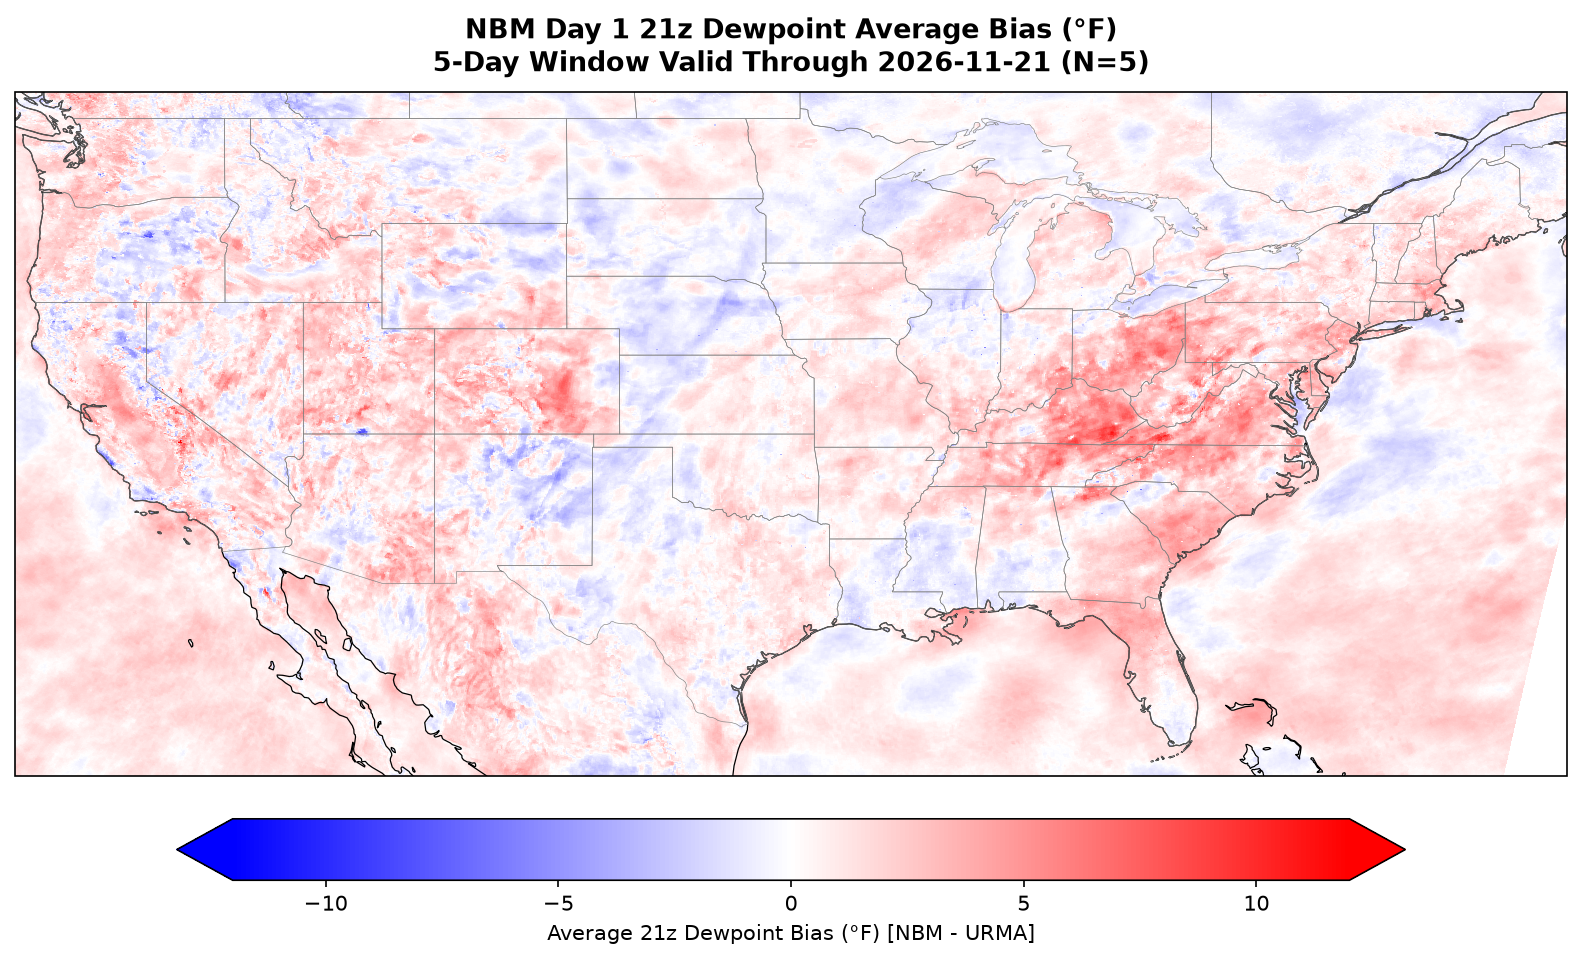 NBM Day 1 21z Dewpoint Average Bias (°F)
5-Day Window Valid Through 2026-11-21 (N=5)
−10 −5 0 5 10
Average 21z Dewpoint Bias (°F) [NBM - URMA]